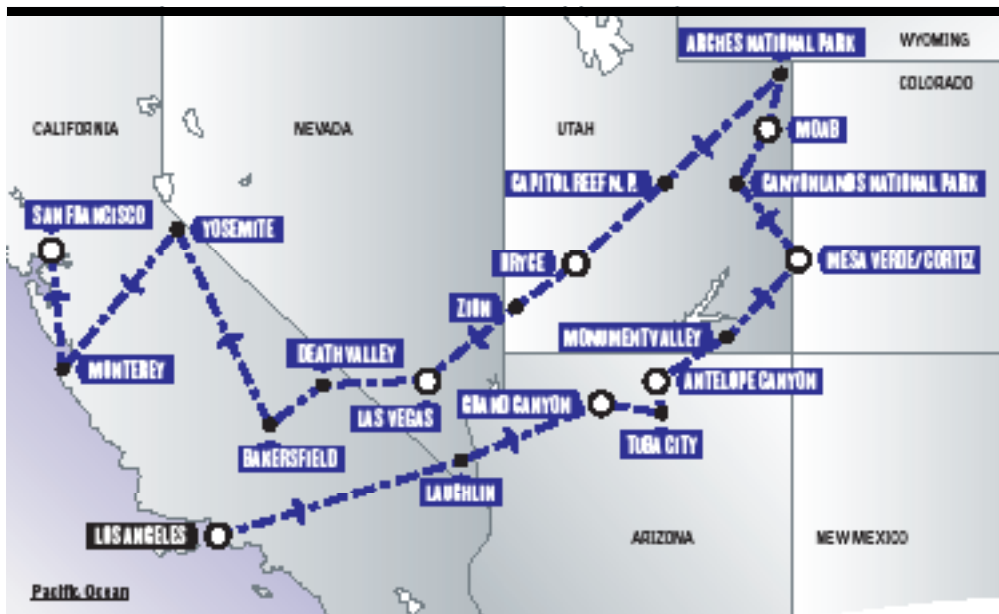 ARCHES NATIONAL PARK
WYOMING
COLORADO
CALIFORNIA
NEVADA
UTAH
MOAB
CAPITOL REEF N. P.
CANYONLANDS NATIONAL PARK
SAN FRANCISCO
YOSEMITE
BRYCE
MESA VERDE/CORTEZ
ZION
MONUMENT VALLEY
DEATH VALLEY
MONTEREY
ANTELOPE CANYON
LAS VEGAS
GRAND CANYON
BAKERSFIELD
TUBA CITY
LAUGHLIN
LOS ANGELES
ARIZONA
NEW MEXICO
Pacific Ocean